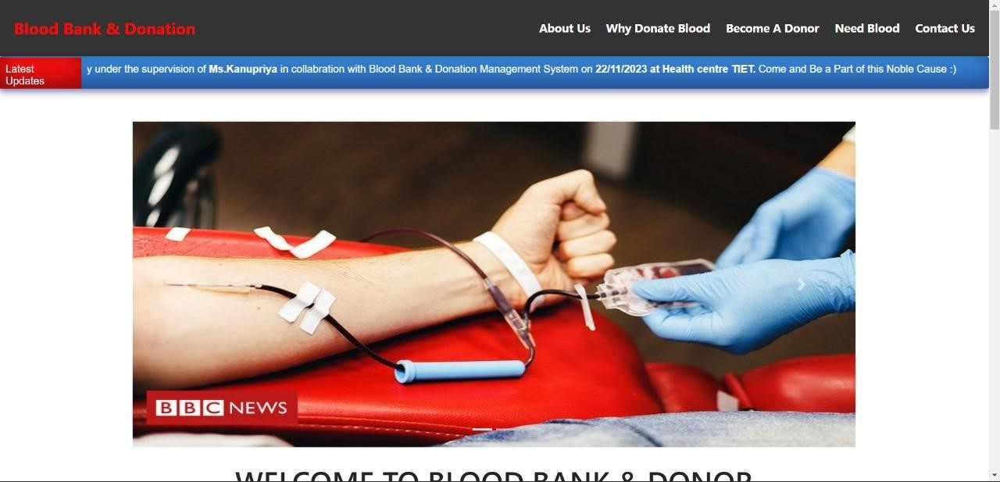 Blood Bank & Donation
About Us Why Donate Blood Become A Donor Need Blood Contact Us
Latest
Updates
y under the supervision of Ms.Kanupriya in collabration with Blood Bank & Donation Management System on 22/11/2023 at Health centre TIET. Come and Be a Part of this Noble Cause :)
BBC NEWS
WELCOME TO BLOOD BANK & DONOR